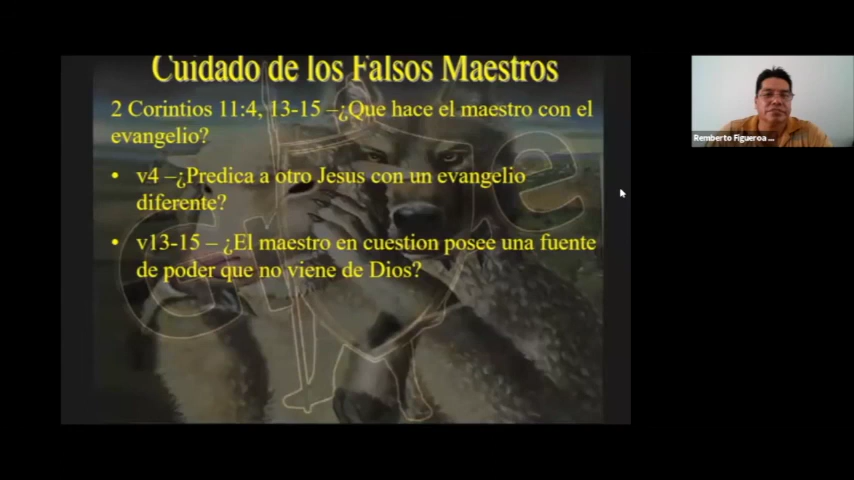 Cuidado de los Falsos Maestros
2 Corintios 11:4, 13-15 –¿Que hace el maestro con el
evangelio?
• v4 –¿Predica a otro Jesus con un evangelio
diferente?
• v13-15 – ¿El maestro en cuestion posee una fuente
de poder que no viene de Dios?
Remberto Figueroa ...